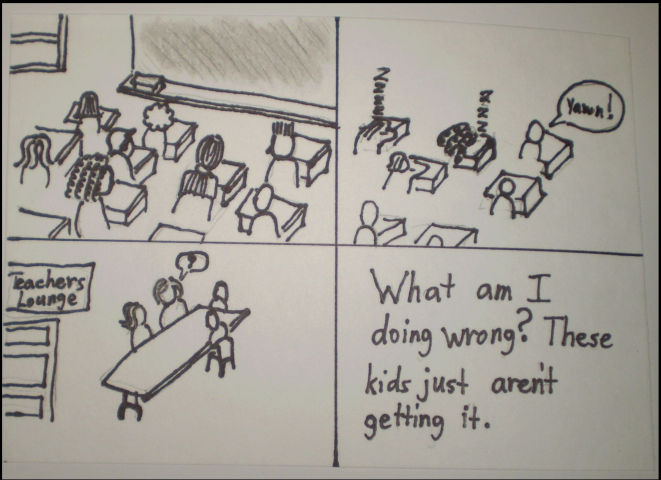 Yawn!
?
Teachers
Lounge
What am I
doing wrong? These
kids just aren't
getting it.